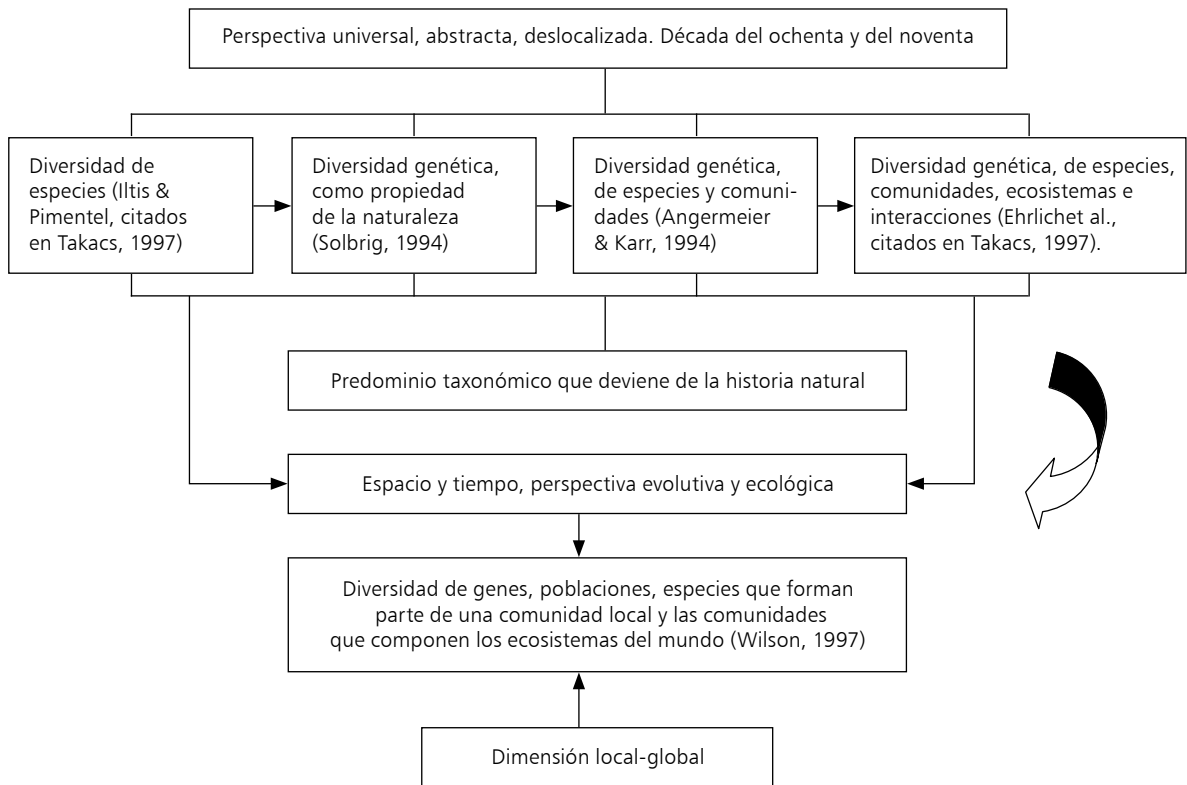 Perspectiva universal, abstracta, deslocalizada. Década del ochenta y del noventa
Diversidad de
especies (Iltis &
Pimentel, citados
en Takacs, 1997)
Diversidad genética,
como propiedad
de la naturaleza
(Solbrig, 1994)
Diversidad genética,
de especies y comuni-
dades (Angermeier
& Karr, 1994)
Diversidad genética, de especies,
comunidades, ecosistemas e
interacciones (Ehrlichet al.,
citados en Takacs, 1997).
Predominio taxonómico que deviene de la historia natural
Espacio y tiempo, perspectiva evolutiva y ecológica
Diversidad de genes, poblaciones, especies que forman
parte de una comunidad local y las comunidades
que componen los ecosistemas del mundo (Wilson, 1997)
Dimensión local-global